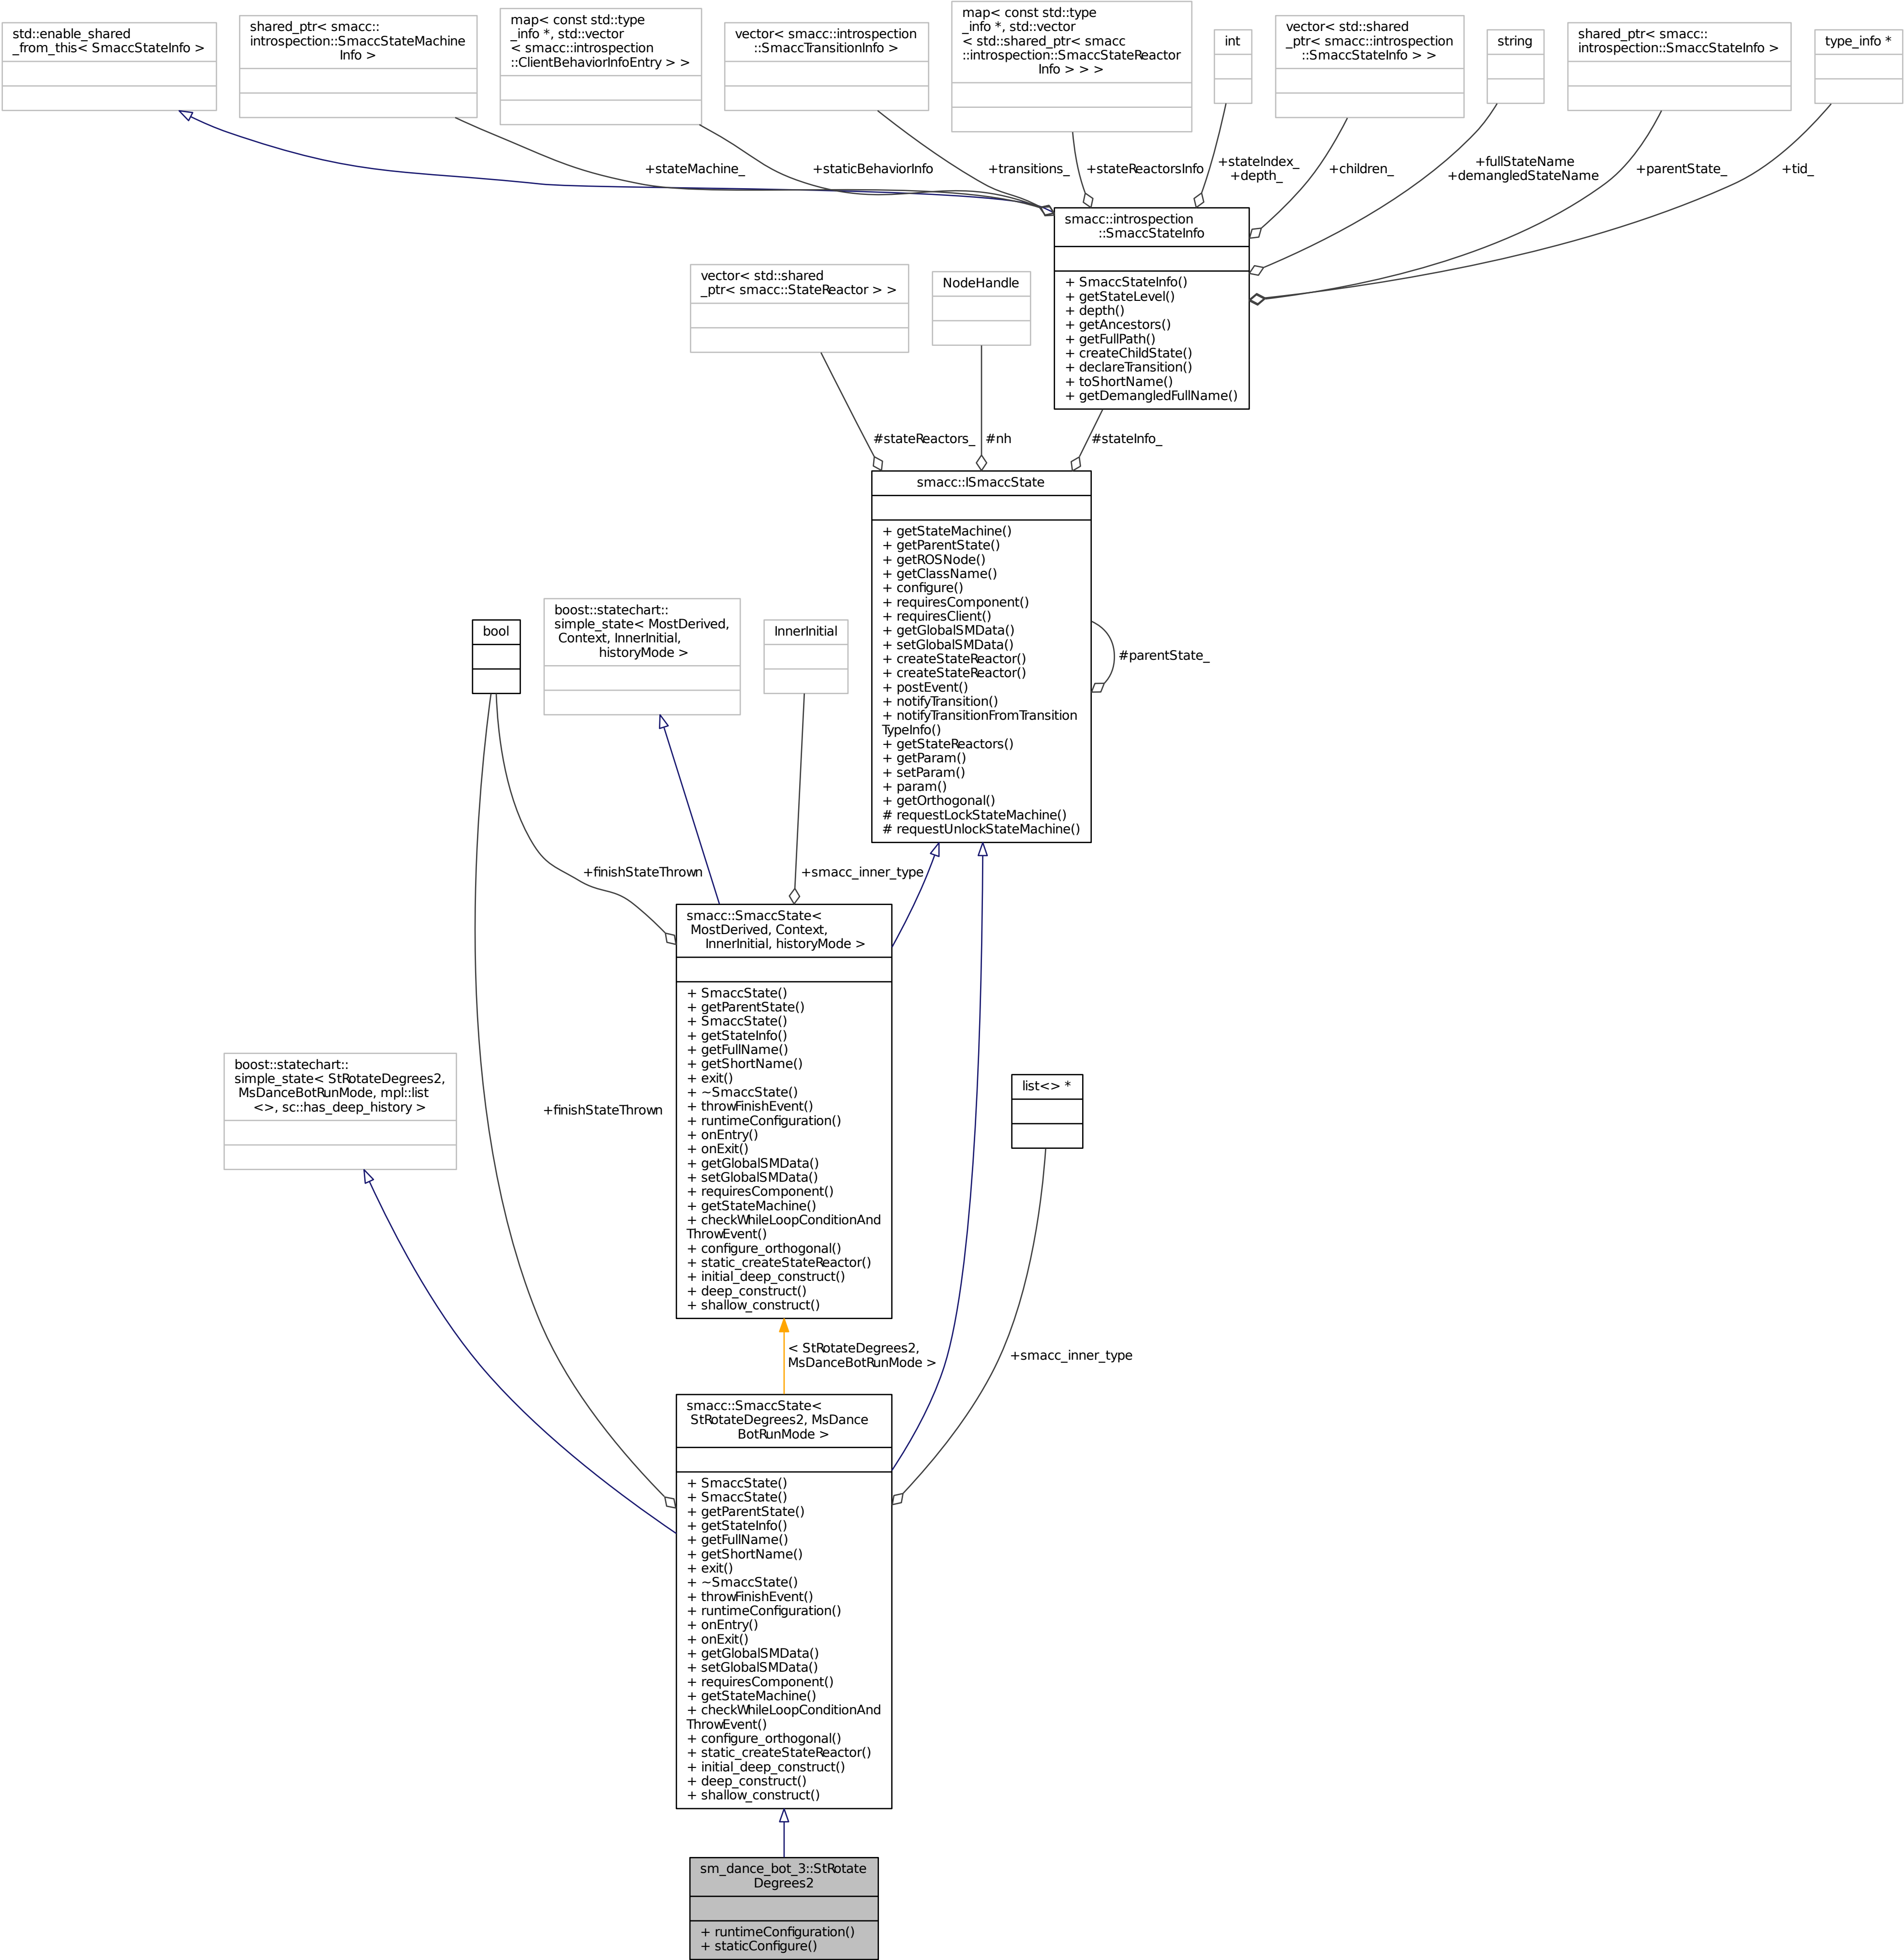 std::enable_shared
_from_this< SmaccStateInfo >
shared_ptr< smacc::
introspection::SmaccStateMachine
Info >
map< const std::type
_info *, std::vector
< smacc::introspection
::ClientBehaviorInfoEntry > >
vector< smacc::introspection
::SmaccTransitionInfo >
map< const std::type
_info *, std::vector
< std::shared_ptr< smacc
::introspection::SmaccStateReactor
Info > > >
int
vector< std::shared
_ptr< smacc::introspection
::SmaccStateInfo > >
string
shared_ptr< smacc::
introspection::SmaccStateInfo >
type_info *
+stateMachine_
+staticBehaviorInfo
+transitions_
+stateReactorsInfo
+stateIndex_
+depth_
+children_
+fullStateName
+demangledStateName
+parentState_
+tid_
smacc::introspection
::SmaccStateInfo
+ SmaccStateInfo()
+ getStateLevel()
+ depth()
+ getAncestors()
+ getFullPath()
+ createChildState()
+ declareTransition()
+ toShortName()
+ getDemangledFullName()
vector< std::shared
_ptr< smacc::StateReactor > >
NodeHandle
#stateReactors_
#nh
#stateInfo_
smacc::ISmaccState
+ getStateMachine()
+ getParentState()
+ getROSNode()
+ getClassName()
+ configure()
+ requiresComponent()
+ requiresClient()
+ getGlobalSMData()
+ setGlobalSMData()
+ createStateReactor()
+ createStateReactor()
+ postEvent()
+ notifyTransition()
+ notifyTransitionFromTransition
TypeInfo()
+ getStateReactors()
+ getParam()
+ setParam()
+ param()
+ getOrthogonal()
# requestLockStateMachine()
# requestUnlockStateMachine()
#parentState_
bool
boost::statechart::
simple_state< MostDerived,
Context, InnerInitial,
historyMode >
InnerInitial
+finishStateThrown
+smacc_inner_type
smacc::SmaccState<
MostDerived, Context,
InnerInitial, historyMode >
+ SmaccState()
+ getParentState()
+ SmaccState()
+ getStateInfo()
+ getFullName()
+ getShortName()
+ exit()
+ ~SmaccState()
+ throwFinishEvent()
+ runtimeConfiguration()
+ onEntry()
+ onExit()
+ getGlobalSMData()
+ setGlobalSMData()
+ requiresComponent()
+ getStateMachine()
+ checkWhileLoopConditionAnd
ThrowEvent()
+ configure_orthogonal()
+ static_createStateReactor()
+ initial_deep_construct()
+ deep_construct()
+ shallow_construct()
boost::statechart::
simple_state< StRotateDegrees2,
MsDanceBotRunMode, mpl::list
<>, sc::has_deep_history >
+finishStateThrown
list<> *
< StRotateDegrees2,
MsDanceBotRunMode >
+smacc_inner_type
smacc::SmaccState<
StRotateDegrees2, MsDance
BotRunMode >
+ SmaccState()
+ SmaccState()
+ getParentState()
+ getStateInfo()
+ getFullName()
+ getShortName()
+ exit()
+ ~SmaccState()
+ throwFinishEvent()
+ runtimeConfiguration()
+ onEntry()
+ onExit()
+ getGlobalSMData()
+ setGlobalSMData()
+ requiresComponent()
+ getStateMachine()
+ checkWhileLoopConditionAnd
ThrowEvent()
+ configure_orthogonal()
+ static_createStateReactor()
+ initial_deep_construct()
+ deep_construct()
+ shallow_construct()
sm_dance_bot_3::StRotate
Degrees2
+ runtimeConfiguration()
+ staticConfigure()